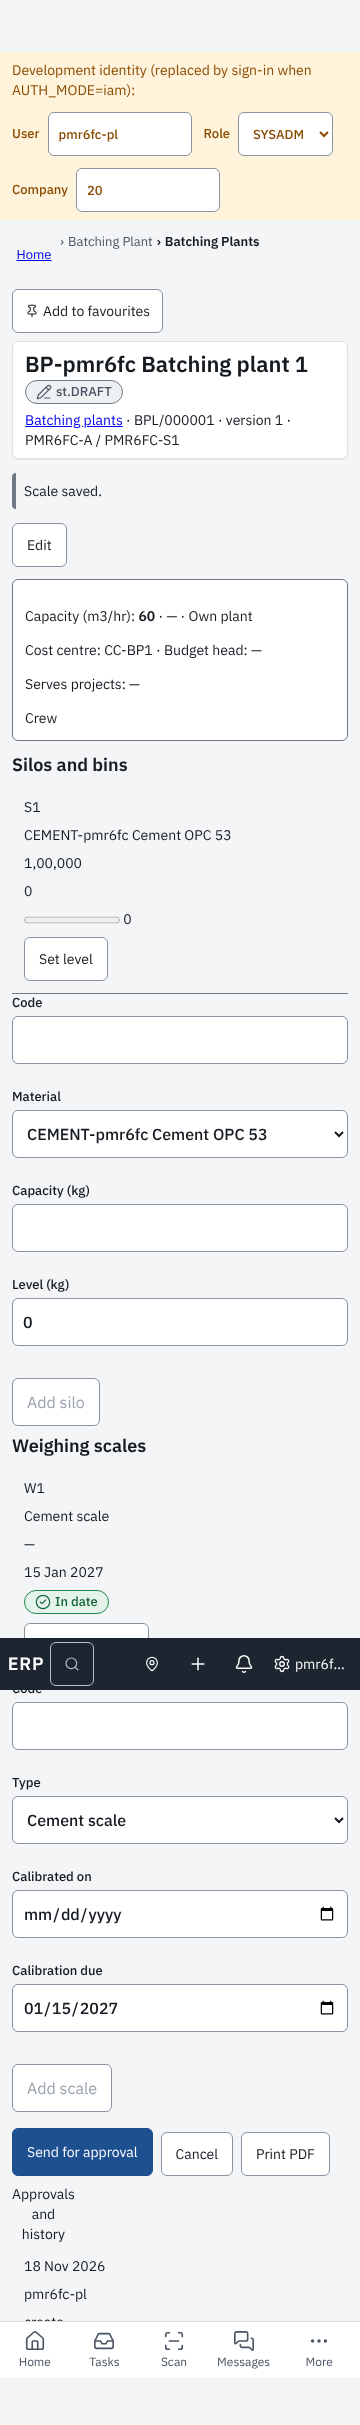 Development identity (replaced by sign-in when
AUTH_MODE=iam):
User pmr6fc-pl Role SYSADM
Company 20
› Batching Plant › Batching Plants
Home
Add to favourites
BP-pmr6fc Batching plant 1
st.DRAFT
Batching plants · BPL/000001 · version 1 ·
PMR6FC-A / PMR6FC-S1
Scale saved.
Edit
Capacity (m3/hr): 60 · — · Own plant
Cost centre: CC-BP1 · Budget head: —
Serves projects: —
Crew
Silos and bins
S1
CEMENT-pmr6fc Cement OPC 53
1,00,000
0
0
Set level
Code
Material
CEMENT-pmr6fc Cement OPC 53
Capacity (kg)
Level (kg)
0
Add silo
Weighing scales
W1
Cement scale
—
15 Jan 2027
In date
ERP pmr6f...
Code
Type
Cement scale
Calibrated on
mm/dd/yyyy
Calibration due
01/15/2027
Add scale
Send for approval Cancel Print PDF
Approvals
and
history
18 Nov 2026
pmr6fc-pl
create
Home Tasks Scan Messages More